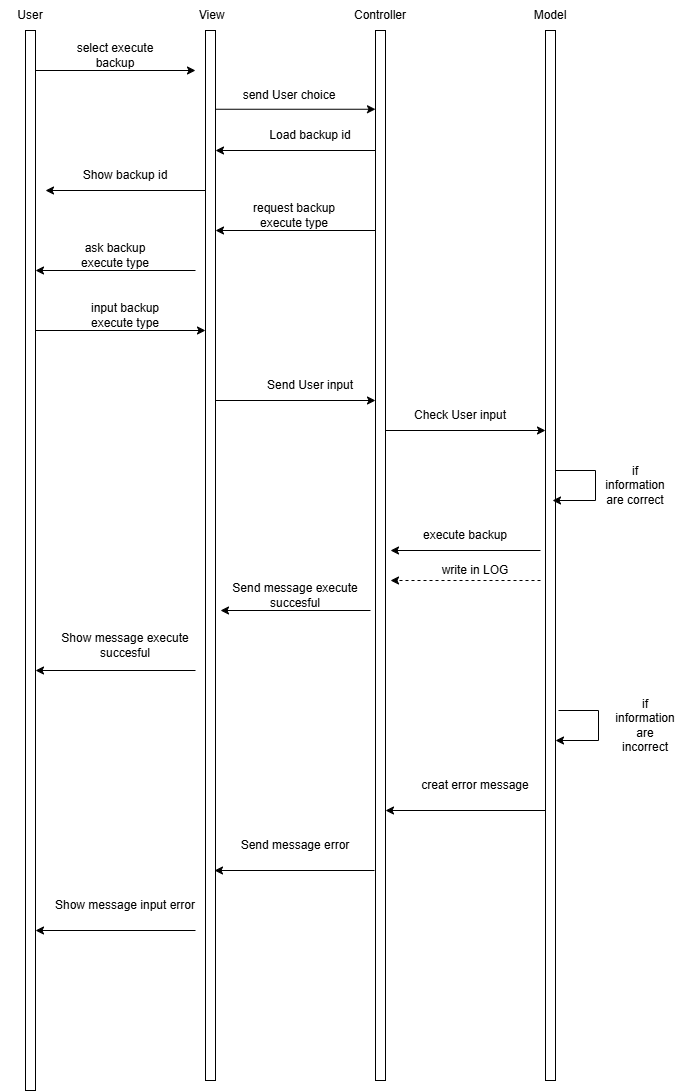 User
View
Controller
Model
select execute
backup
send User choice
Load backup id
Show backup id
request backup
execute type
ask backup
execute type
input backup
execute type
Send User input
Check User input
if
information
are correct
execute backup
write in LOG
Send message execute
succesful
Show message execute
succesful
if
information
are
incorrect
creat error message
Send message error
Show message input error